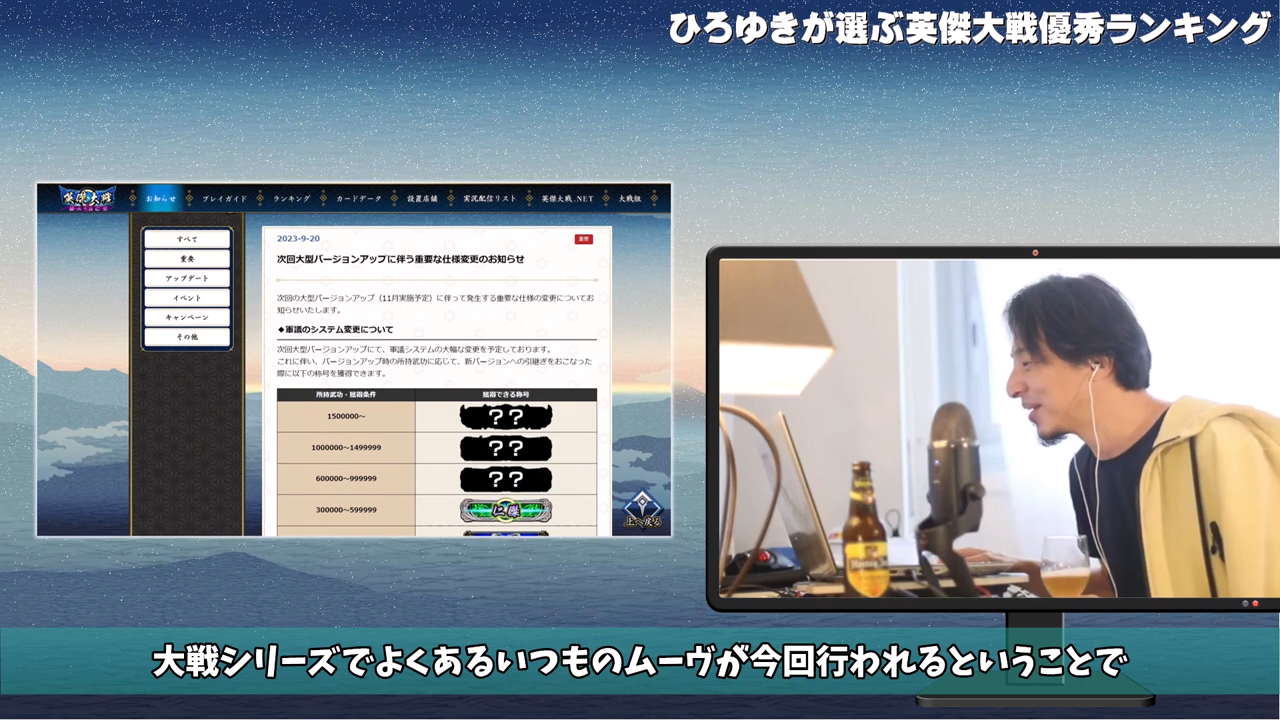 ひろゆきが選ぶ英傑大戦優秀ランキング
英傑大戦
お知らせ プレイガイド ランキング カードデータ 設置店舗 実況配信リスト 英傑大戦.NET 大戦組
すべて
重要
アップデート
イベント
キャンペーン
その他
2023-9-20 重要
次回大型バージョンアップに伴う重要な仕様変更のお知らせ
次回の大型バージョンアップ（11月実施予定）に伴って発生する重要な仕様の変更についてお
知らせいたします。
◆軍議のシステム変更について
次回大型バージョンアップにて、軍議システムの大幅な変更を予定しております。
これに伴い、バージョンアップ時の所持武功に応じて、新バージョンへの引継ぎをおこなった
際に以下の称号を獲得できます。
所持武功・獲得条件 獲得できる称号
1500000～ ？？
1000000～1499999 ？？
600000～999999 ？？
300000～599999 仁傑
上へ戻る
大戦シリーズでよくあるいつものムーヴが今回行われるということで